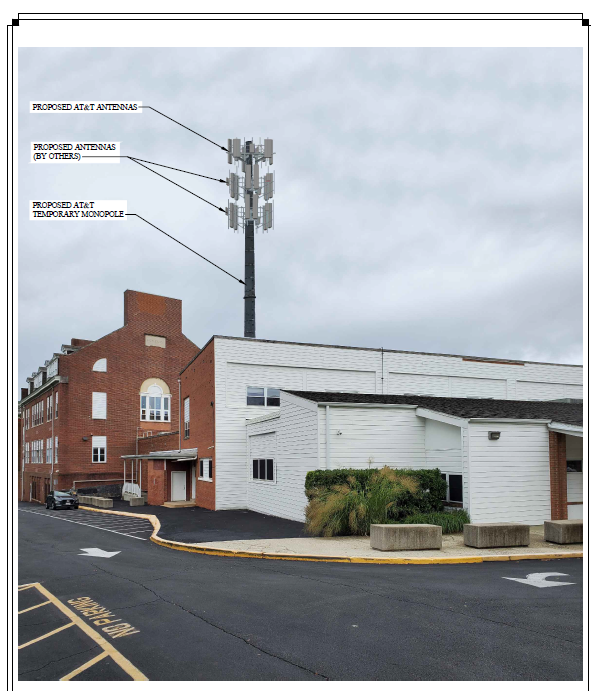 PROPOSED AT&T ANTENNAS
PROPOSED ANTENNAS
(BY OTHERS)
PROPOSED AT&T
TEMPORARY MONOPOLE
NO PARKING